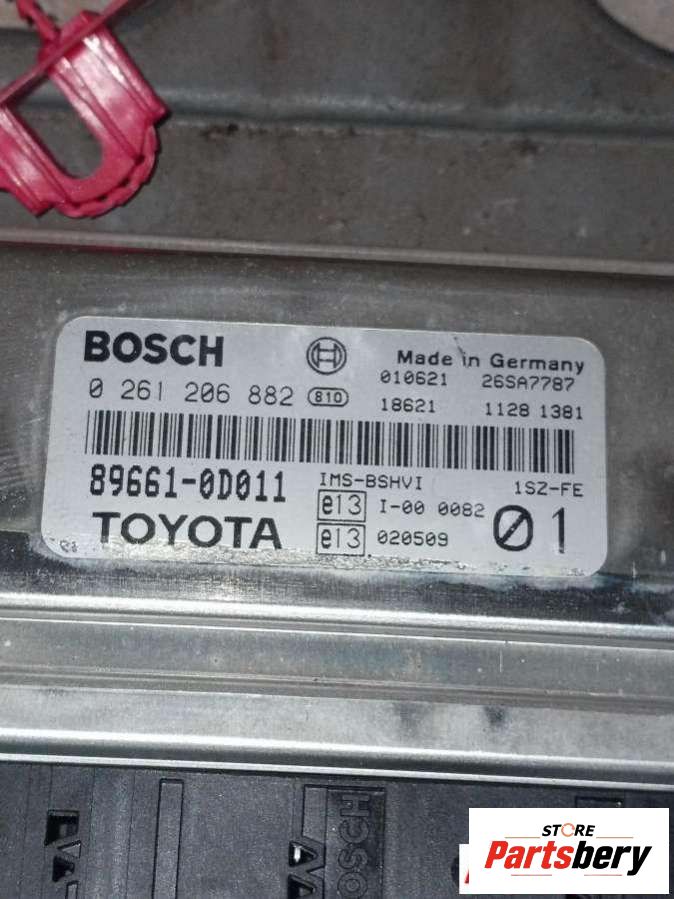 BOSCH Made in Germany
0 261 206 882 810 010621 26SA7787
18621 1128 1381
89661-0D011 IMS-BSHVI 1SZ-FE
TOYOTA e13 I-00 0082 Ø1
e13 020509
BOSCH
STORE
Partsbery